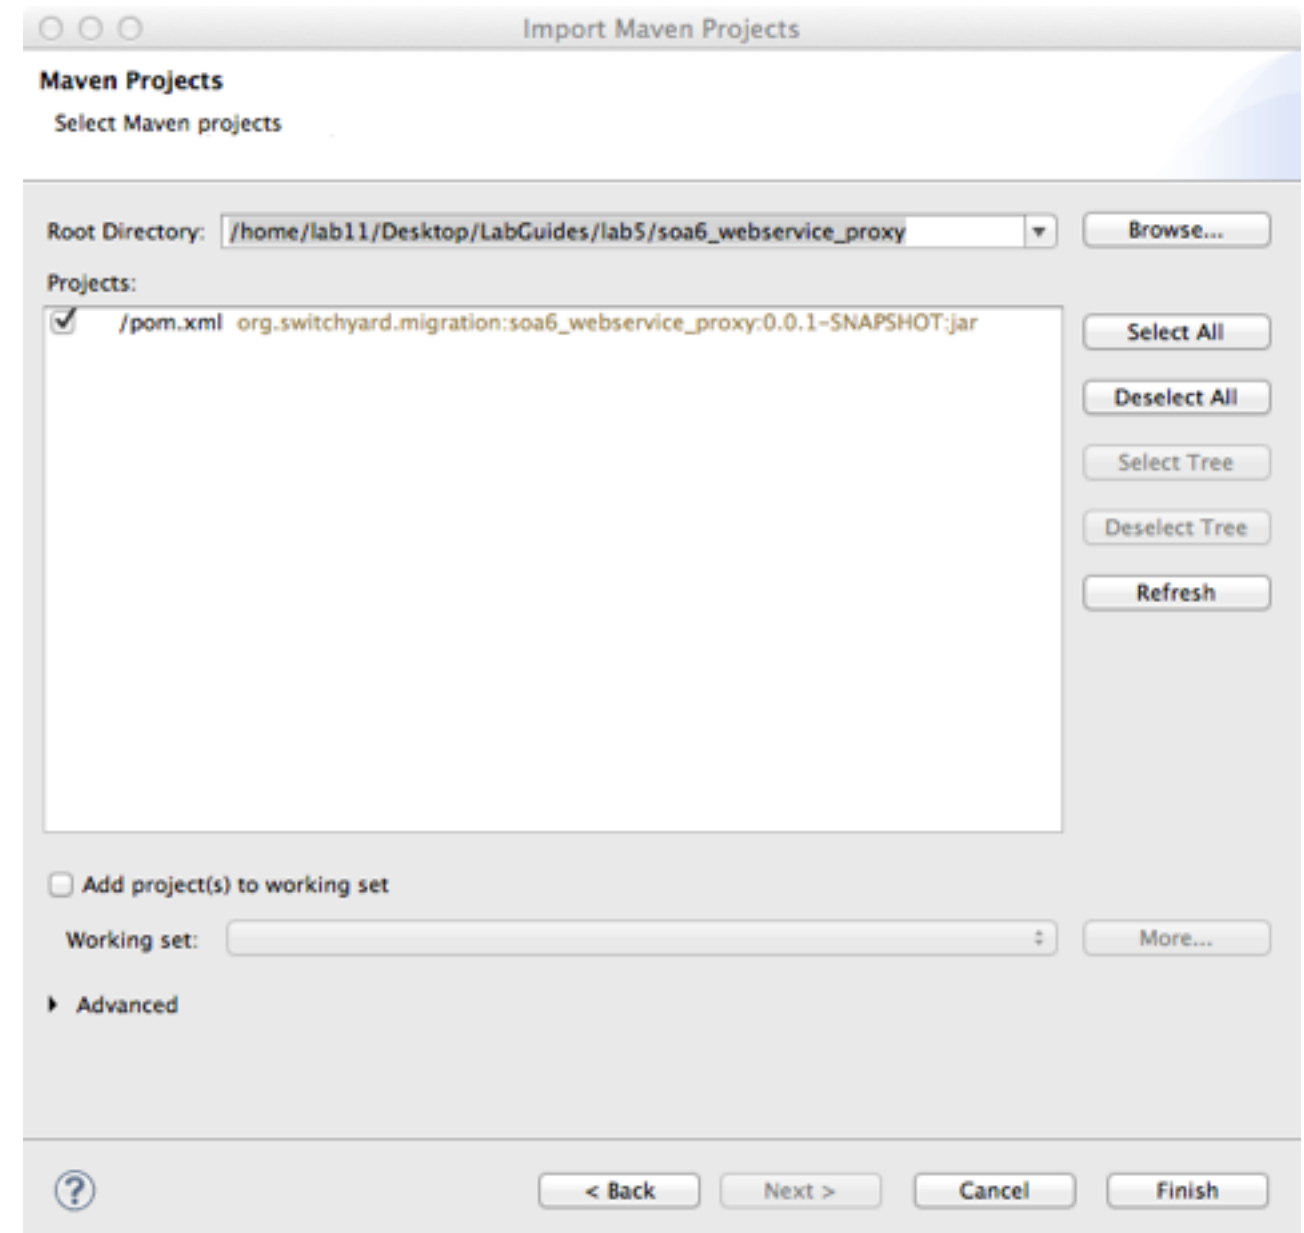 Import Maven Projects
Maven Projects
Select Maven projects
Root Directory: /home/lab11/Desktop/LabGuides/lab5/soa6_webservice_proxy Browse...
Projects:
/pom.xml org.switchyard.migration:soa6_webservice_proxy:0.0.1-SNAPSHOT:jar
Select All
Deselect All
Select Tree
Deselect Tree
Refresh
Add project(s) to working set
Working set: More...
Advanced
? < Back Next > Cancel Finish